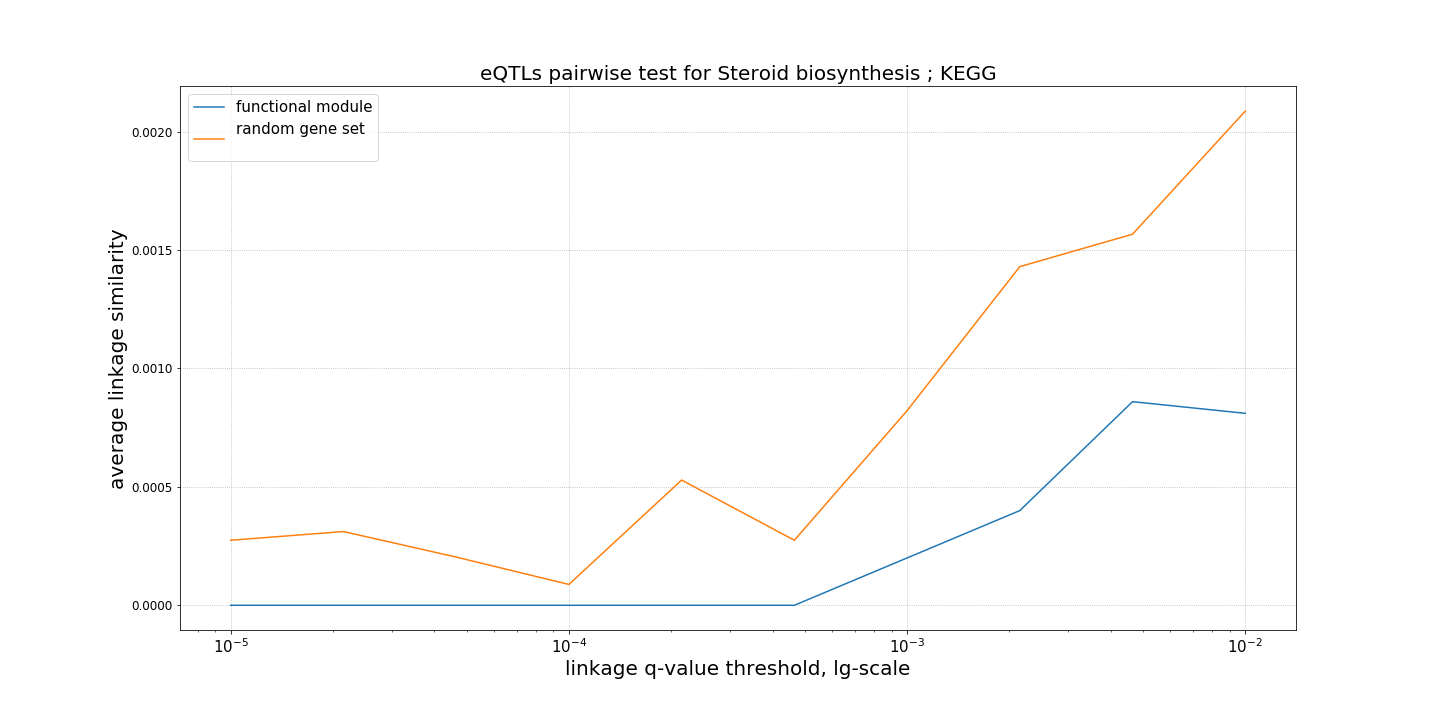 eQTLs pairwise test for Steroid biosynthesis ; KEGG
functional module
random gene set
average linkage similarity
0.0020
0.0015
0.0010
0.0005
0.0000
10⁻⁵
10⁻⁴
10⁻³
10⁻²
linkage q-value threshold, lg-scale